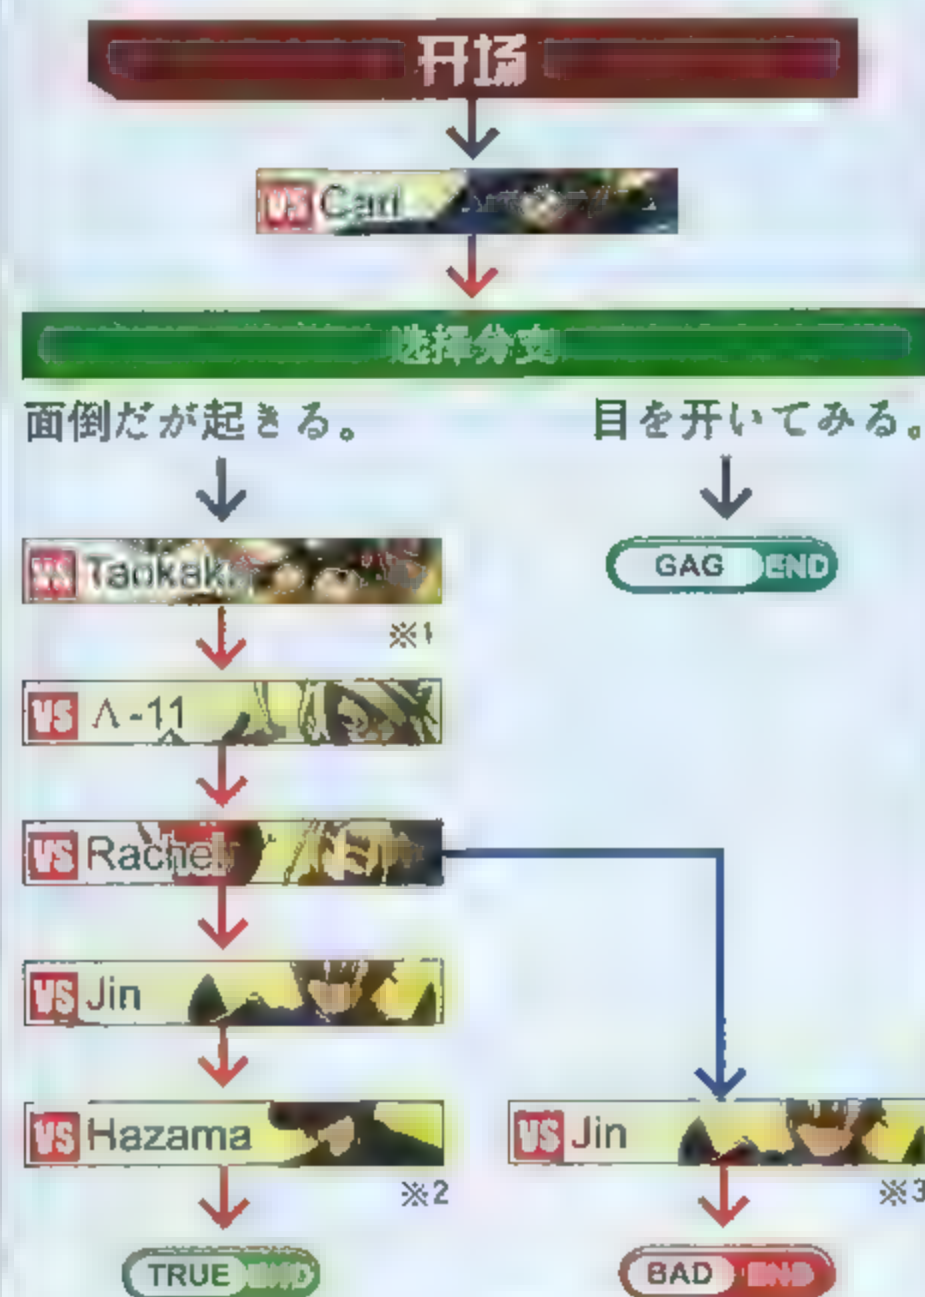 开场
VS Carl
选择分支
面倒だが起きる。
目を开いてみる。
VS Taokaka
GAG END
※1
VS Λ-11
VS Rachel
VS Jin
VS Hazama
VS Jin
※2
※3
TRUE END
BAD END